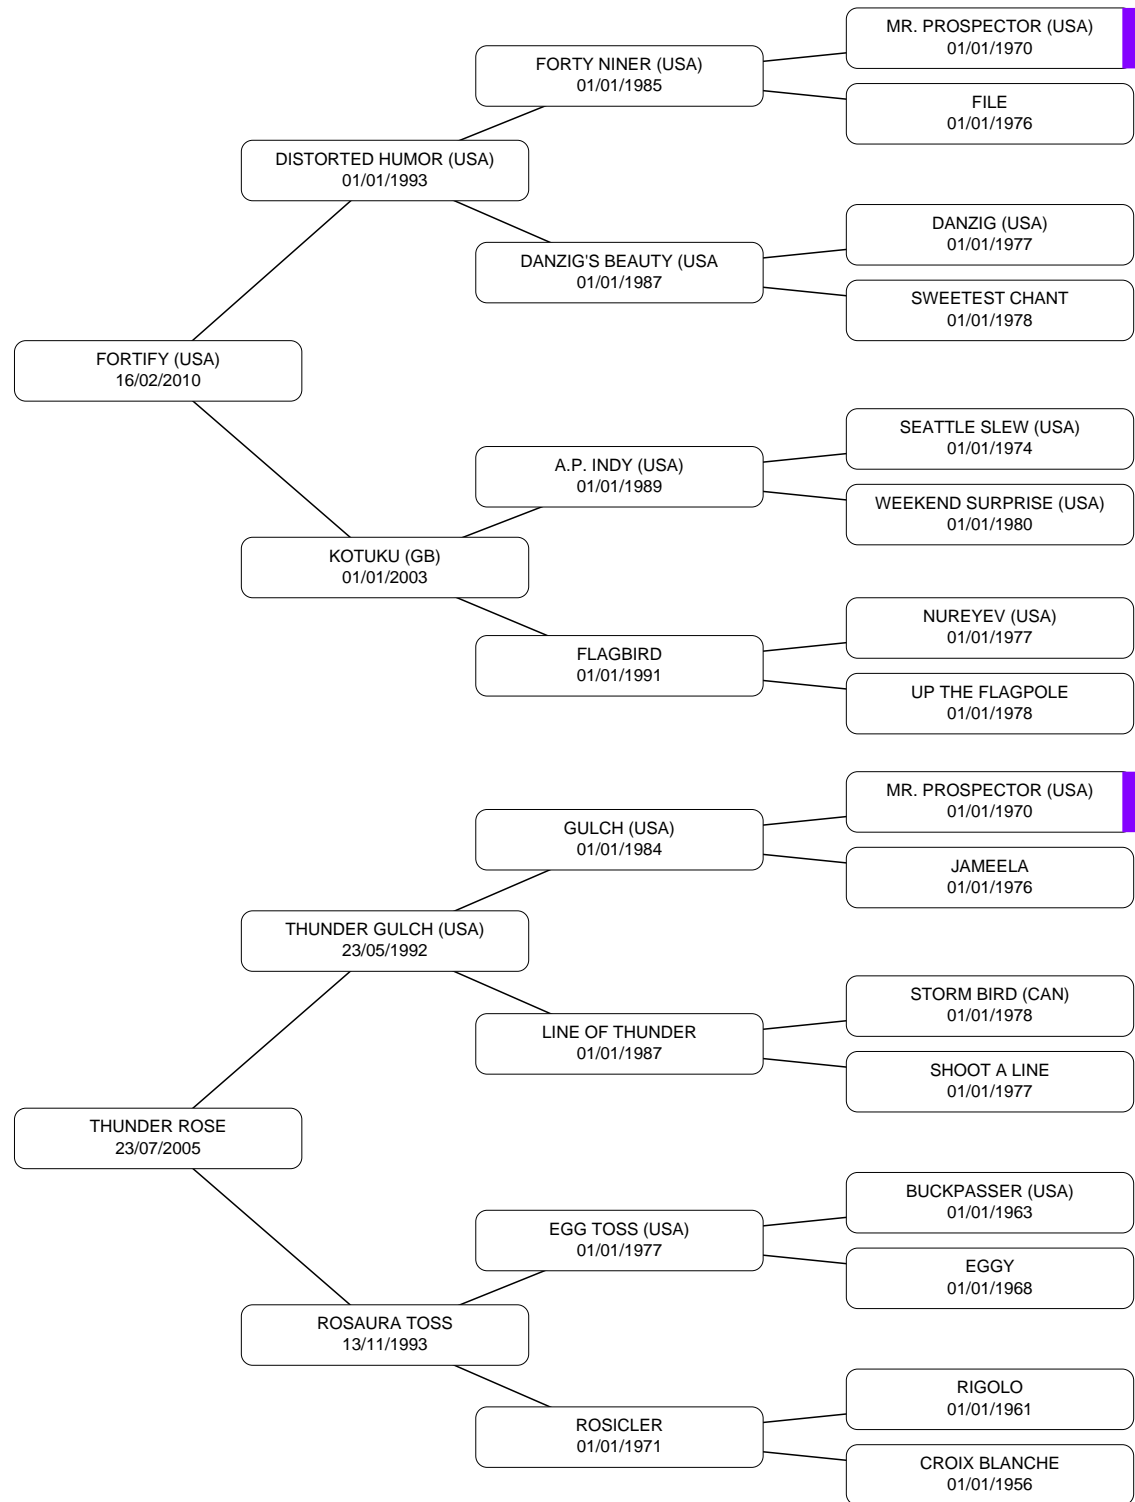 MR. PROSPECTOR (USA)
01/01/1970
FORTY NINER (USA)
01/01/1985
FILE
01/01/1976
DISTORTED HUMOR (USA)
01/01/1993
DANZIG (USA)
01/01/1977
DANZIG'S BEAUTY (USA
01/01/1987
SWEETEST CHANT
01/01/1978
FORTIFY (USA)
16/02/2010
SEATTLE SLEW (USA)
01/01/1974
A.P. INDY (USA)
01/01/1989
WEEKEND SURPRISE (USA)
01/01/1980
KOTUKU (GB)
01/01/2003
NUREYEV (USA)
01/01/1977
FLAGBIRD
01/01/1991
UP THE FLAGPOLE
01/01/1978
MR. PROSPECTOR (USA)
01/01/1970
GULCH (USA)
01/01/1984
JAMEELA
01/01/1976
THUNDER GULCH (USA)
23/05/1992
STORM BIRD (CAN)
01/01/1978
LINE OF THUNDER
01/01/1987
SHOOT A LINE
01/01/1977
THUNDER ROSE
23/07/2005
BUCKPASSER (USA)
01/01/1963
EGG TOSS (USA)
01/01/1977
EGGY
01/01/1968
ROSAURA TOSS
13/11/1993
RIGOLO
01/01/1961
ROSICLER
01/01/1971
CROIX BLANCHE
01/01/1956